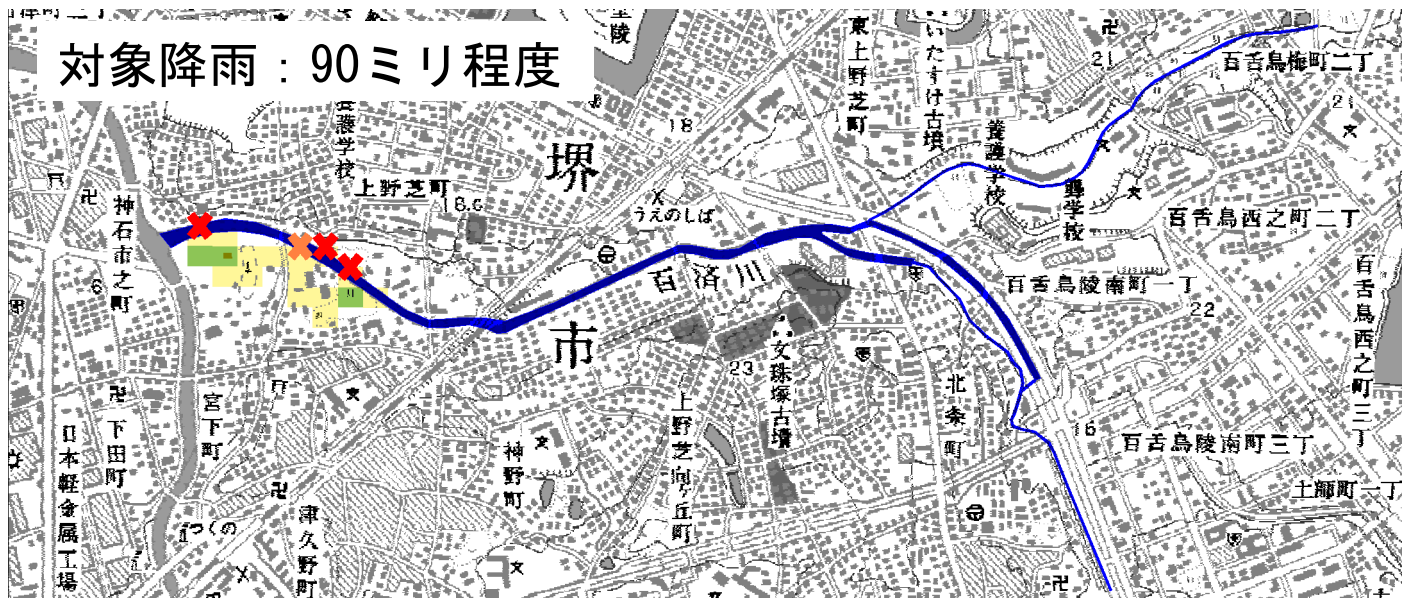 対象降雨：90ミリ程度
東上野芝町
いたすけ古墳
21
百舌鳥梅町二丁
21
養護学校
18
堺
養護学校
上野芝町
聾学校
うえのしば
百舌鳥西之町二丁
神石市之町
6
百済川
百舌鳥陵南町一丁
22
百舌鳥西之町三丁
市
文珠塚古墳
23
北条町
上野芝向ヶ丘町
16
百舌鳥陵南町三丁
宮下町
下田町
神野町
日本軽金属工場
土師町一丁
つくの
津久野町